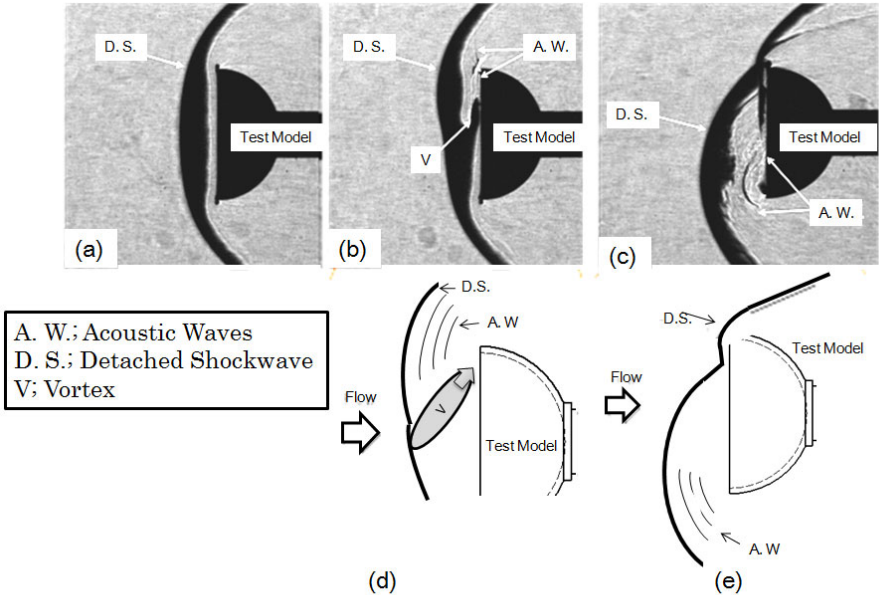 D. S.
Test Model
(a)
D. S.
A. W.
V
Test Model
(b)
D. S.
Test Model
A. W.
(c)
A. W.; Acoustic Waves
D. S.; Detached Shockwave
V; Vortex
D.S.
A. W
Flow
V
Test Model
(d)
D.S.
Test Model
Flow
A. W
(e)